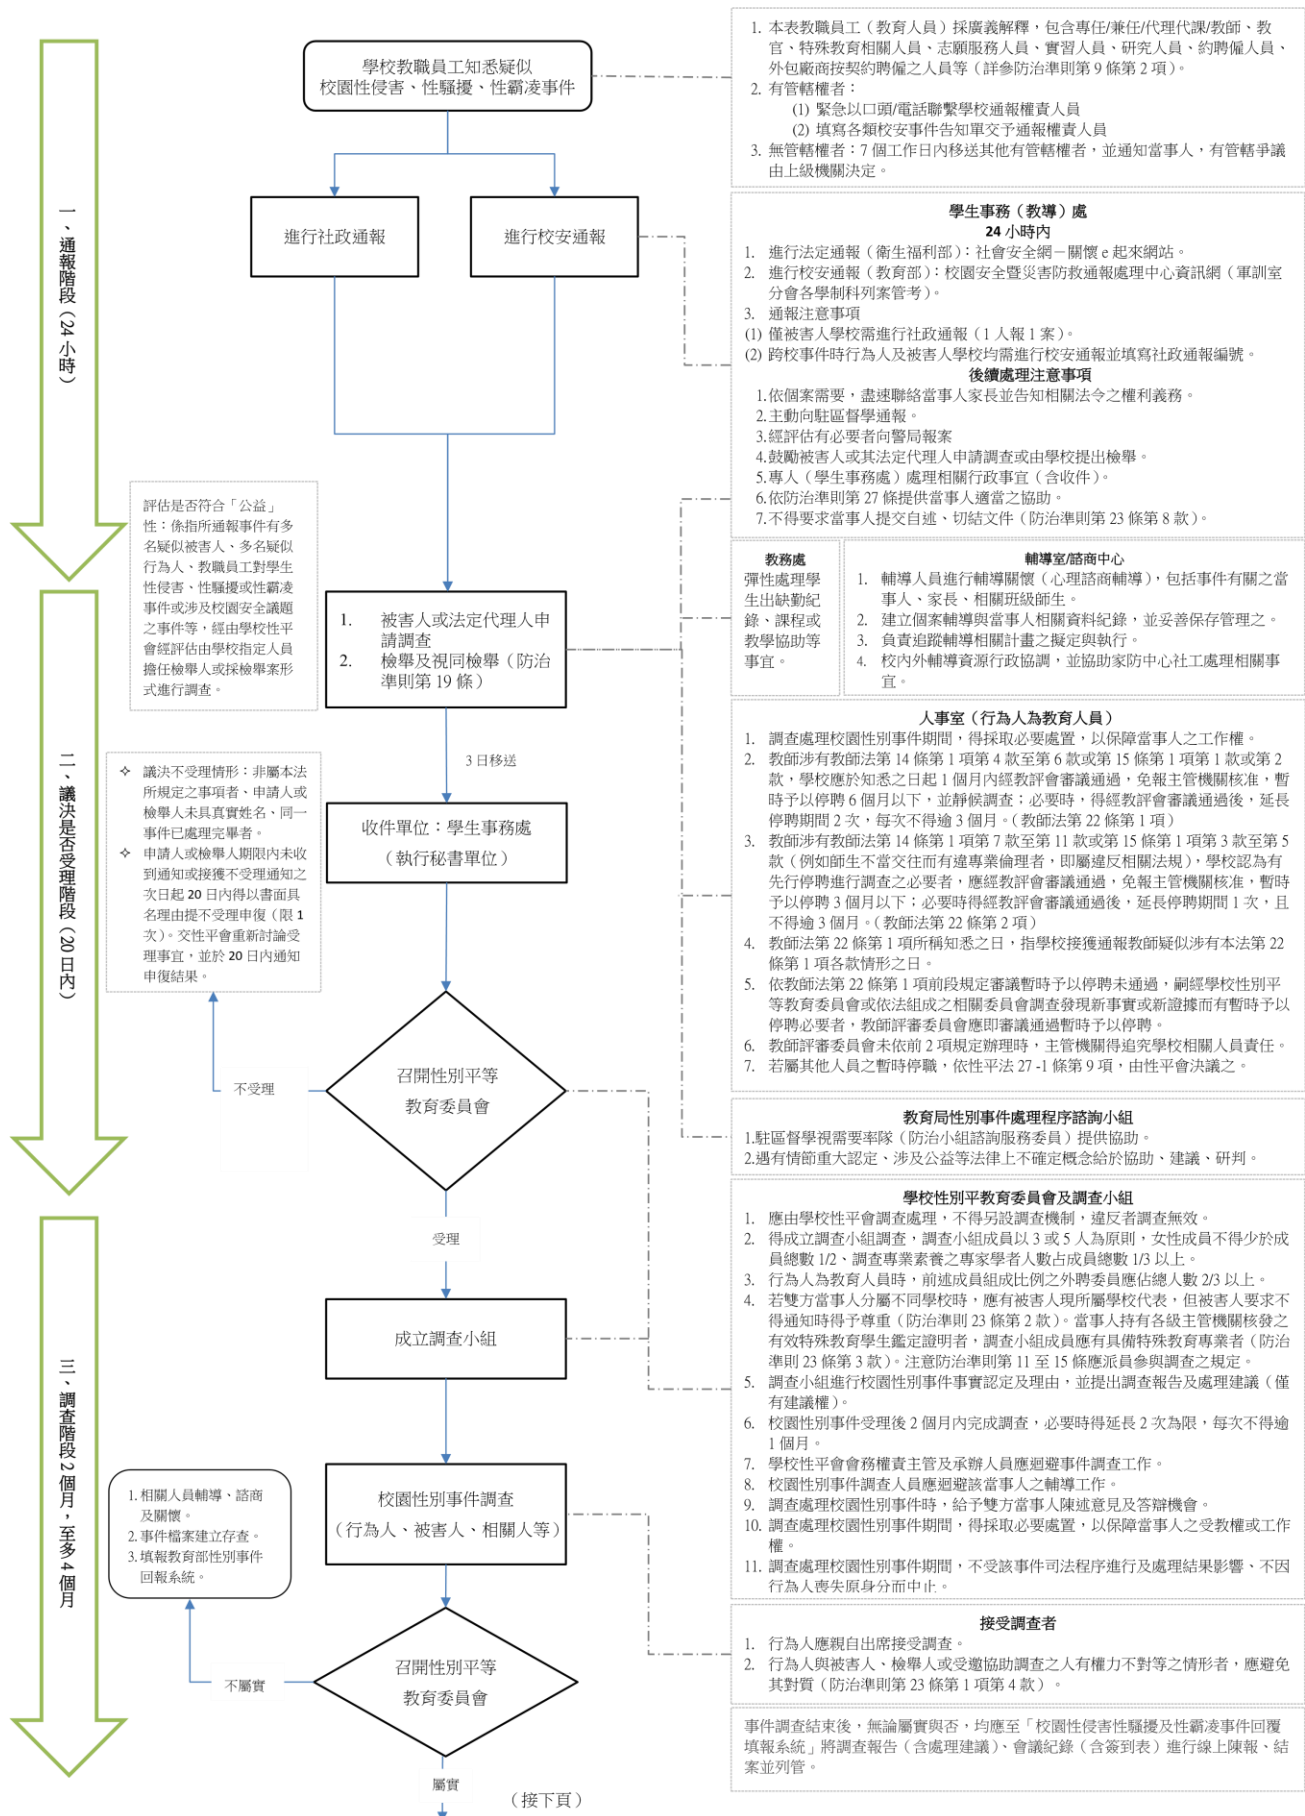 學校教職員工知悉疑似
校園性侵害、性騷擾、性霸凌事件
1. 本表教職員工（教育人員）採廣義解釋，包含專任/兼任/代理代課/教師、教
官、特殊教育相關人員、志願服務人員、實習人員、研究人員、約聘僱人員、
外包廠商按契約聘僱之人員等（詳參防治準則第 9 條第 2 項）。
2. 有管轄權者：
(1) 緊急以口頭/電話聯繫學校通報權責人員
(2) 填寫各類校安事件告知單交予通報權責人員
3. 無管轄權者：7 個工作日內移送其他有管轄權者，並通知當事人，有管轄爭議
由上級機關決定。
一、通報階段（24 小時）
進行社政通報
進行校安通報
學生事務（教導）處
24 小時內
1. 進行法定通報（衛生福利部）：社會安全網－關懷 e 起來網站。
2. 進行校安通報（教育部）：校園安全暨災害防救通報處理中心資訊網（軍訓室
分會各學制科列案管考）。
3. 通報注意事項
(1) 僅被害人學校需進行社政通報（1 人報 1 案）。
(2) 跨校事件時行為人及被害人學校均需進行校安通報並填寫社政通報編號。
後續處理注意事項
1.依個案需要，盡速聯絡當事人家長並告知相關法令之權利義務。
2.主動向駐區督學通報。
3.經評估有必要者向警局報案
4.鼓勵被害人或其法定代理人申請調查或由學校提出檢舉。
5.專人（學生事務處）處理相關行政事宜（含收件）。
6.依防治準則第 27 條提供當事人適當之協助。
7.不得要求當事人提交自述、切結文件（防治準則第 23 條第 8 款）。
評估是否符合「公益」
性：係指所通報事件有多
名疑似被害人、多名疑似
行為人、教職員工對學生
性侵害、性騷擾或性霸凌
事件或涉及校園安全議題
之事件等，經由學校性平
會經評估由學校指定人員
擔任檢舉人或採檢舉案形
式進行調查。
1. 被害人或法定代理人申
請調查
2. 檢舉及視同檢舉（防治
準則第 19 條）
教務處
彈性處理學
生出缺勤紀
錄、課程或
教學協助等
事宜。
輔導室/諮商中心
1. 輔導人員進行輔導關懷（心理諮商輔導），包括事件有關之當
事人、家長、相關班級師生。
2. 建立個案輔導與當事人相關資料紀錄，並妥善保存管理之。
3. 負責追蹤輔導相關計畫之擬定與執行。
4. 校內外輔導資源行政協調，並協助家防中心社工處理相關事
宜。
二、議決是否受理階段（20 日內）
3 日移送
✧ 議決不受理情形：非屬本法
所規定之事項者、申請人或
檢舉人未具真實姓名、同一
事件已處理完畢者。
✧ 申請人或檢舉人期限內未收
到通知或接獲不受理通知之
次日起 20 日內得以書面具
名理由提不受理申復（限 1
次）。交性平會重新討論受
理事宜，並於 20 日內通知
申復結果。
收件單位：學生事務處
（執行秘書單位）
人事室（行為人為教育人員）
1. 調查處理校園性別事件期間，得採取必要處置，以保障當事人之工作權。
2. 教師涉有教師法第 14 條第 1 項第 4 款至第 6 款或第 15 條第 1 項第 1 款或第 2
款，學校應於知悉之日起 1 個月內經教評會審議通過，免報主管機關核准，暫
時予以停聘 6 個月以下，並靜候調查；必要時，得經教評會審議通過後，延長
停聘期間 2 次，每次不得逾 3 個月。（教師法第 22 條第 1 項）
3. 教師涉有教師法第 14 條第 1 項第 7 款至第 11 款或第 15 條第 1 項第 3 款至第 5
款（例如師生不當交往而有違專業倫理者，即屬違反相關法規），學校認為有
先行停聘進行調查之必要者，應經教評會審議通過，免報主管機關核准，暫時
予以停聘 3 個月以下；必要時得經教評會審議通過後，延長停聘期間 1 次，且
不得逾 3 個月。（教師法第 22 條第 2 項）
4. 教師法第 22 條第 1 項所稱知悉之日，指學校接獲通報教師疑似涉有本法第 22
條第 1 項各款情形之日。
5. 依教師法第 22 條第 1 項前段規定審議暫時予以停聘未通過，嗣經學校性別平
等教育委員會或依法組成之相關委員會調查發現新事實或新證據而有暫時予以
停聘必要者，教師評審委員會應即審議通過暫時予以停聘。
6. 教師評審委員會未依前 2 項規定辦理時，主管機關得追究學校相關人員責任。
7. 若屬其他人員之暫時停職，依性平法 27 -1 條第 9 項，由性平會決議之。
不受理
召開性別平等
教育委員會
教育局性別事件處理程序諮詢小組
1.駐區督學視需要率隊（防治小組諮詢服務委員）提供協助。
2.遇有情節重大認定、涉及公益等法律上不確定概念給於協助、建議、研判。
受理
三、調查階段 2 個月，至多 4 個月
成立調查小組
學校性別平教育委員會及調查小組
1. 應由學校性平會調查處理，不得另設調查機制，違反者調查無效。
2. 得成立調查小組調查，調查小組成員以 3 或 5 人為原則，女性成員不得少於成
員總數 1/2、調查專業素養之專家學者人數占成員總數 1/3 以上。
3. 行為人為教育人員時，前述成員組成比例之外聘委員應佔總人數 2/3 以上。
4. 若雙方當事人分屬不同學校時，應有被害人現所屬學校代表，但被害人要求不
得通知時得予尊重（防治準則 23 條第 2 款）。當事人持有各級主管機關核發之
有效特殊教育學生鑑定證明者，調查小組成員應有具備特殊教育專業者（防治
準則 23 條第 3 款）。注意防治準則第 11 至 15 條應派員參與調查之規定。
5. 調查小組進行校園性別事件事實認定及理由，並提出調查報告及處理建議（僅
有建議權）。
6. 校園性別事件受理後 2 個月內完成調查，必要時得延長 2 次為限，每次不得逾
1 個月。
7. 學校性平會會務權責主管及承辦人員應迴避事件調查工作。
8. 校園性別事件調查人員應迴避該當事人之輔導工作。
9. 調查處理校園性別事件時，給予雙方當事人陳述意見及答辯機會。
10. 調查處理校園性別事件期間，得採取必要處置，以保障當事人之受教權或工作
權。
11. 調查處理校園性別事件期間，不受該事件司法程序進行及處理結果影響、不因
行為人喪失原身分而中止。
校園性別事件調查
（行為人、被害人、相關人等）
1. 相關人員輔導、諮商
及關懷。
2. 事件檔案建立存查。
3. 填報教育部性別事件
回報系統。
接受調查者
1. 行為人應親自出席接受調查。
2. 行為人與被害人、檢舉人或受邀協助調查之人有權力不對等之情形者，應避免
其對質（防治準則第 23 條第 1 項第 4 款）。
不屬實
召開性別平等
教育委員會
事件調查結束後，無論屬實與否，均應至「校園性侵害性騷擾及性霸凌事件回覆
填報系統」將調查報告（含處理建議）、會議紀錄（含簽到表）進行線上陳報、結
案並列管。
屬實
（接下頁）